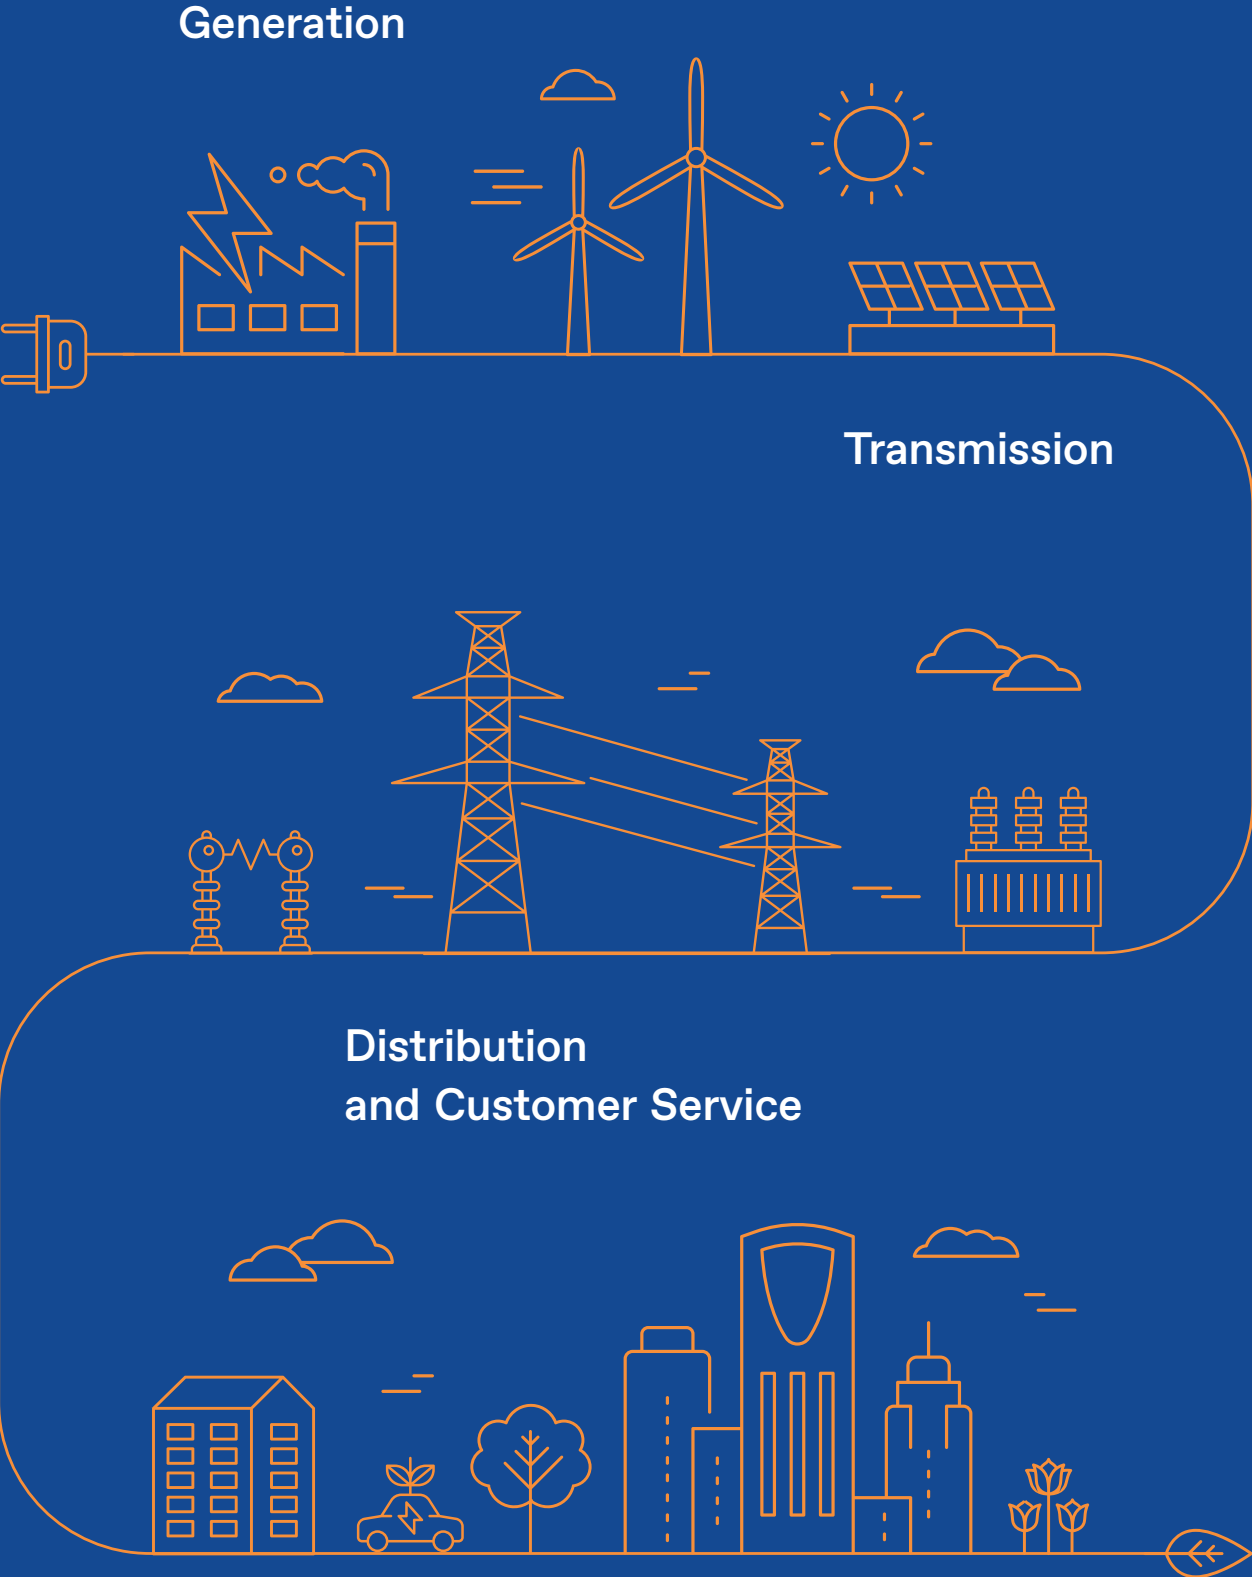 Generation
Transmission
Distribution
and Customer Service